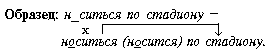 Образец: н_ситься по стадиону —
х
носиться (носится) по стадиону.